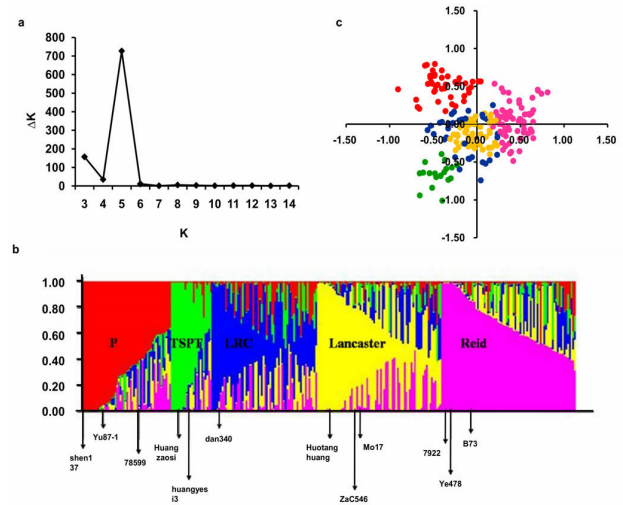 a
800
700
600
500
400
300
200
100
0
ΔK
3 4 5 6 7 8 9 10 11 12 13 14
K
c
1.50
1.00
0.50
0.00
-1.50 -1.00 -0.50 0.00 0.50 1.00 1.50
-0.50
-1.00
-1.50
b
1.00
0.80
0.60
0.40
0.20
0.00
P TSPT LRC Lancaster Reid
shen1
37
Yu87-1
78599
Huang
zaosi
huangyes
i3
dan340
Huotang
huang
ZaC546
Mo17
7922
Ye478
B73